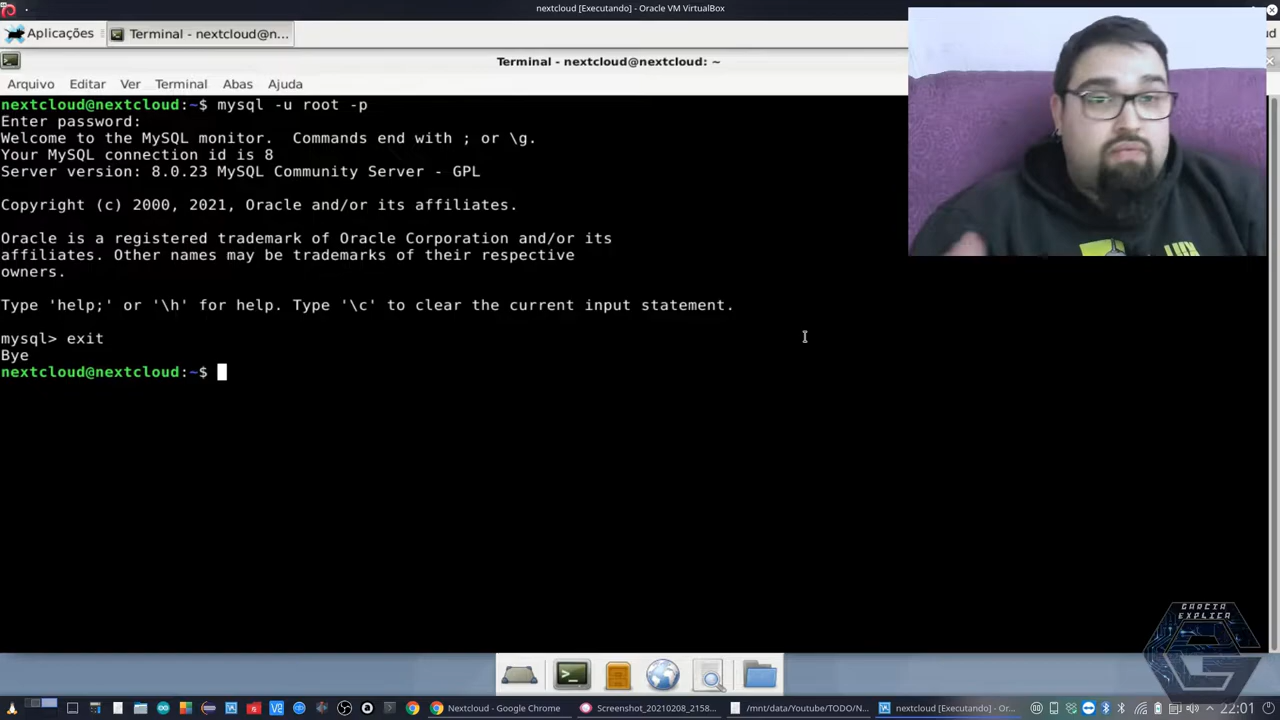 nextcloud [Executando] - Oracle VM VirtualBox
Aplicações
Terminal - nextcloud@n...
ud
Terminal - nextcloud@nextcloud: ~
Arquivo Editar Ver Terminal Abas Ajuda
nextcloud@nextcloud:~$ mysql -u root -p
Enter password:
Welcome to the MySQL monitor.  Commands end with ; or \g.
Your MySQL connection id is 8
Server version: 8.0.23 MySQL Community Server - GPL
Copyright (c) 2000, 2021, Oracle and/or its affiliates.
Oracle is a registered trademark of Oracle Corporation and/or its
affiliates. Other names may be trademarks of their respective
owners.
Type 'help;' or '\h' for help. Type '\c' to clear the current input statement.
mysql> exit
Bye
nextcloud@nextcloud:~$
GARCIA
EXPLICA
Nextcloud - Google Chrome
Screenshot_20210208_2158...
/mnt/data/Youtube/TODO/N...
nextcloud [Executando] - Or...
22:01